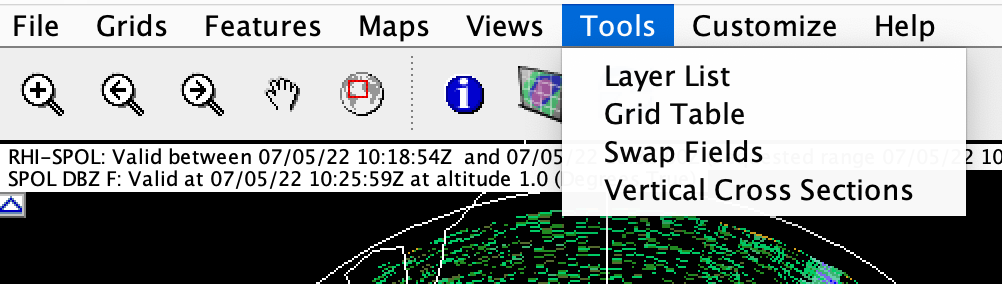 File Grids Features Maps Views Tools Customize Help
Layer List
Grid Table
Swap Fields
Vertical Cross Sections
RHI-SPOL: Valid between 07/05/22 10:18:54Z and 07/05/22 10
SPOL DBZ F: Valid at 07/05/22 10:25:59Z at altitude 1.0 (Degrees True)